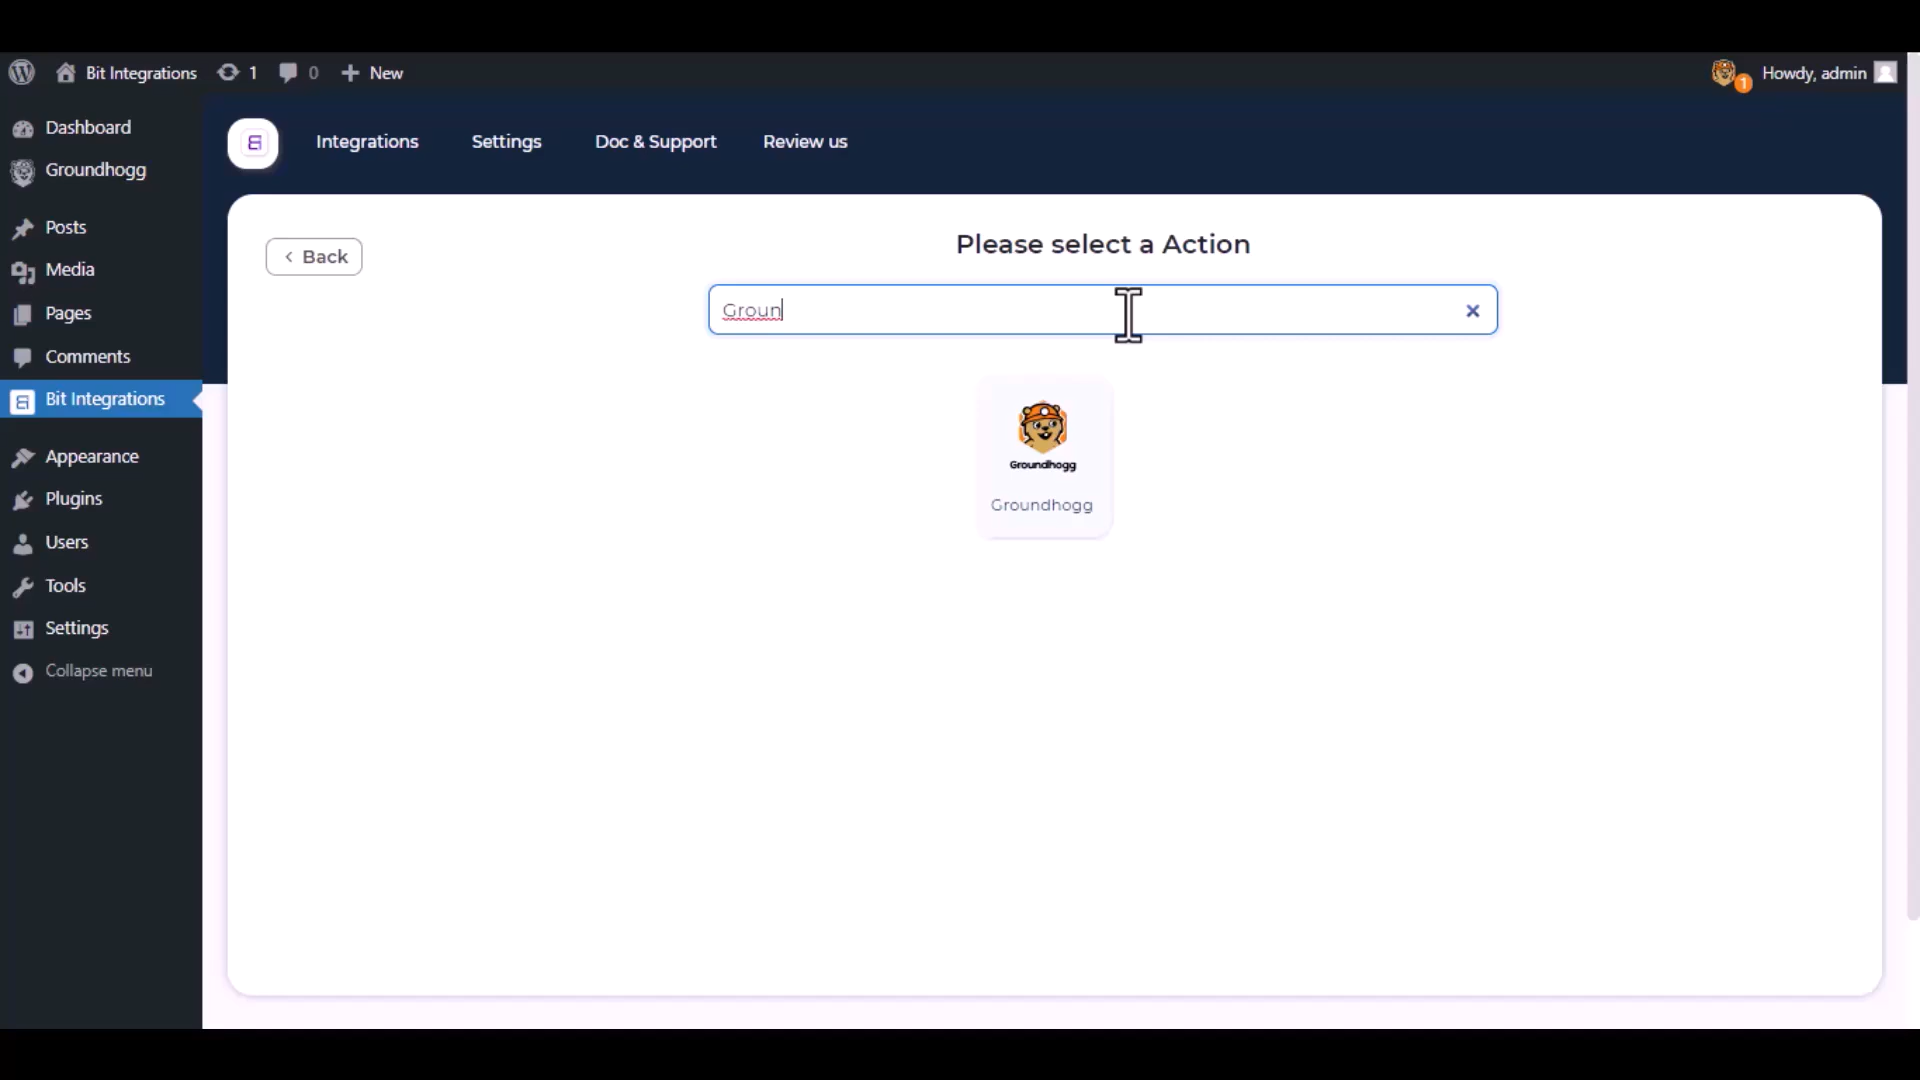 Bit Integrations 1 0 New
1 Howdy, admin
Dashboard
Groundhogg
Posts
Media
Pages
Comments
Bit Integrations
Appearance
Plugins
Users
Tools
Settings
Collapse menu
Integrations Settings Doc & Support Review us
Back
Please select a Action
Groun
Groundhogg
Groundhogg